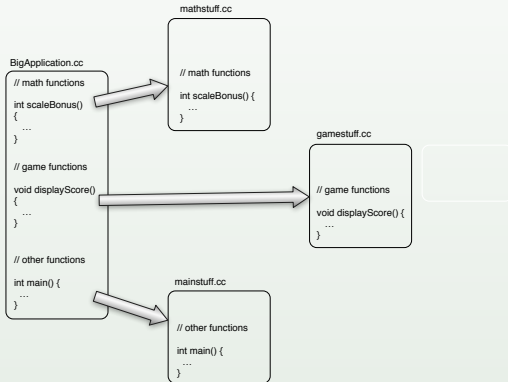 mathstuff.cc
// math functions
int scaleBonus() {
...
}
BigApplication.cc
// math functions
int scaleBonus()
{
...
}
// game functions
void displayScore()
{
...
}
// other functions
int main() {
...
}
gamestuff.cc
// game functions
void displayScore() {
...
}
mainstuff.cc
// other functions
int main() {
...
}